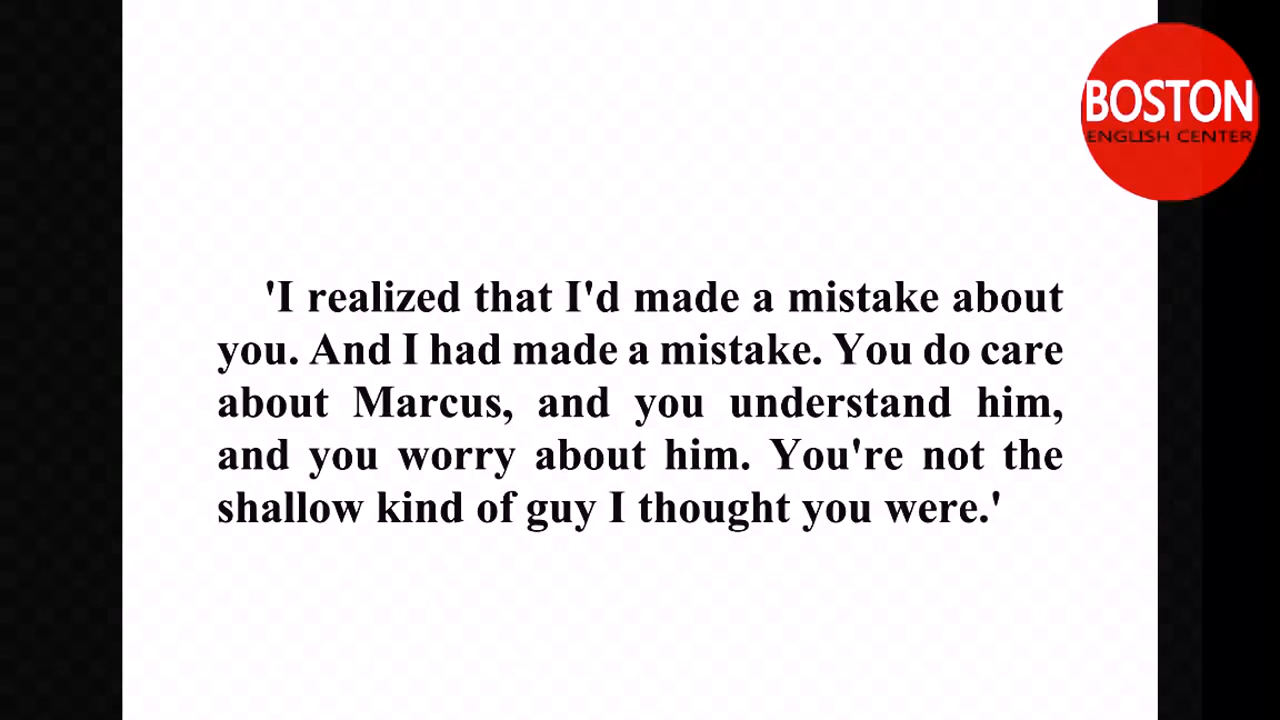 BOSTON
ENGLISH CENTER
'I realized that I'd made a mistake about
you. And I had made a mistake. You do care
about Marcus, and you understand him,
and you worry about him. You're not the
shallow kind of guy I thought you were.'